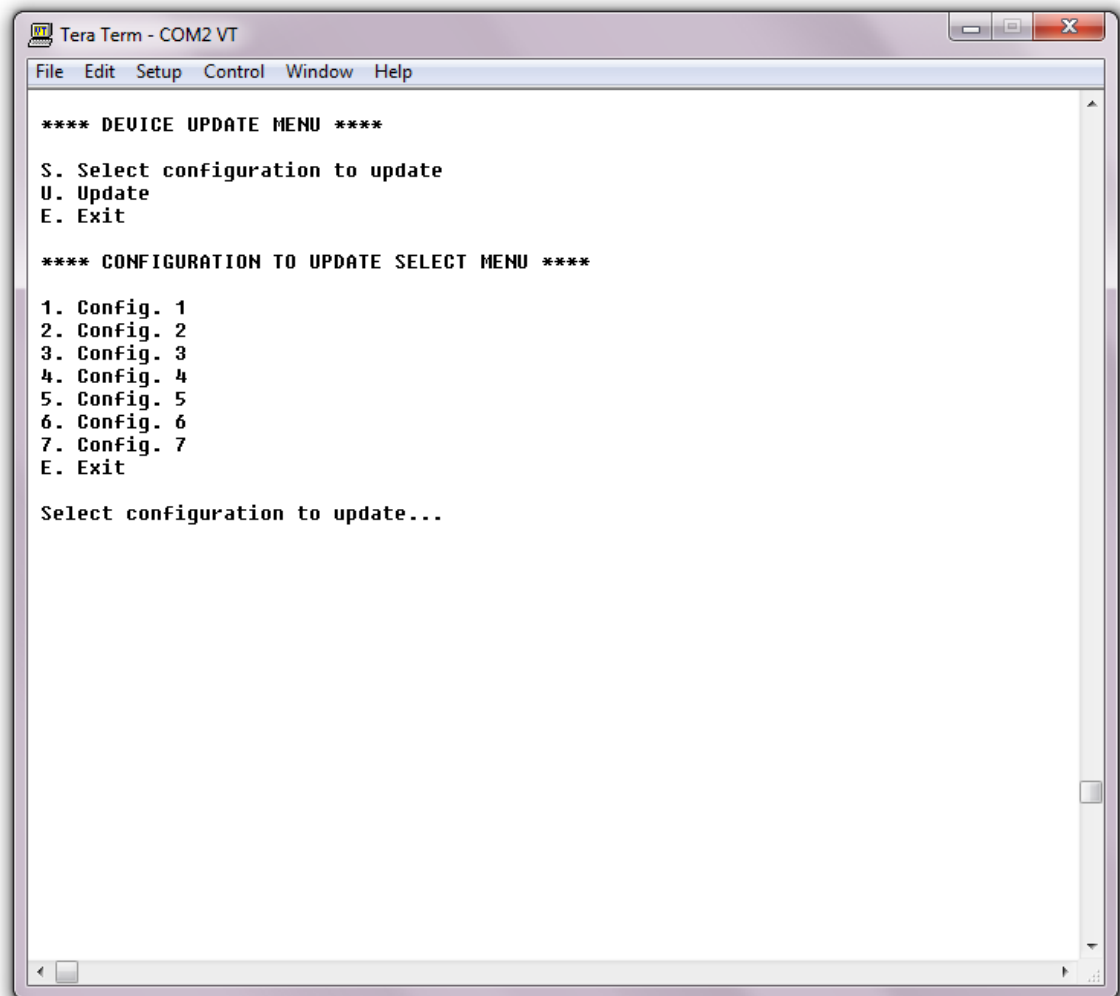 Tera Term - COM2 VT
File Edit Setup Control Window Help
**** DEVICE UPDATE MENU ****
S. Select configuration to update
U. Update
E. Exit
**** CONFIGURATION TO UPDATE SELECT MENU ****
1. Config. 1
2. Config. 2
3. Config. 3
4. Config. 4
5. Config. 5
6. Config. 6
7. Config. 7
E. Exit
Select configuration to update...